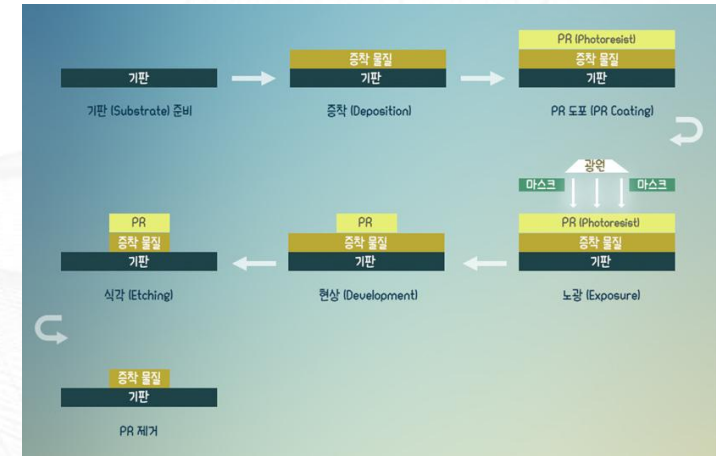 기판
기판 (Substrate) 준비
증착 물질
기판
증착 (Deposition)
PR (Photoresist)
증착 물질
기판
PR 도포 (PR Coating)
광원
마스크 마스크
PR (Photoresist)
증착 물질
기판
노광 (Exposure)
PR
증착 물질
기판
현상 (Development)
PR
증착 물질
기판
식각 (Etching)
증착 물질
기판
PR 제거